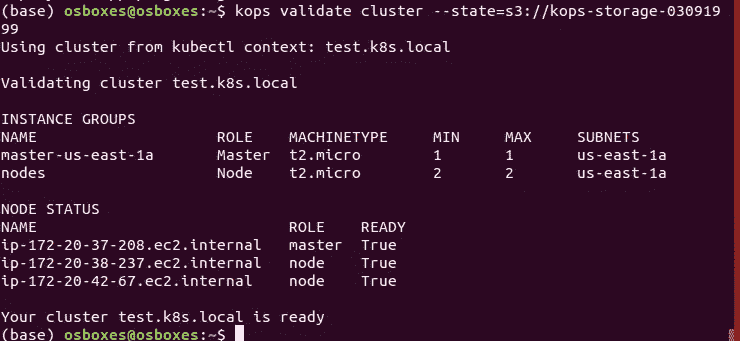 (base) osboxes@osboxes:~$ kops validate cluster --state=s3://kops-storage-030919
99
Using cluster from kubectl context: test.k8s.local
Validating cluster test.k8s.local
INSTANCE GROUPS
NAME ROLE MACHINETYPE MIN MAX SUBNETS
master-us-east-1a Master t2.micro 1 1 us-east-1a
nodes Node t2.micro 2 2 us-east-1a
NODE STATUS
NAME ROLE READY
ip-172-20-37-208.ec2.internal master True
ip-172-20-38-237.ec2.internal node True
ip-172-20-42-67.ec2.internal node True
Your cluster test.k8s.local is ready
(base) osboxes@osboxes:~$